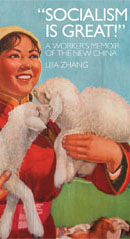 “SOCIALISM
IS GREAT!”
A WORKER'S MEMOIR
OF THE NEW CHINA
LIJIA ZHANG